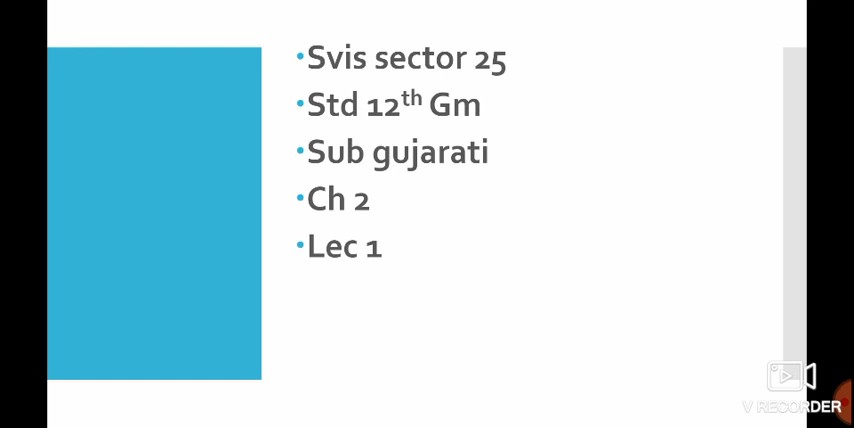 Svis sector 25
Std 12th Gm
Sub gujarati
Ch 2
Lec 1
V RECORDER